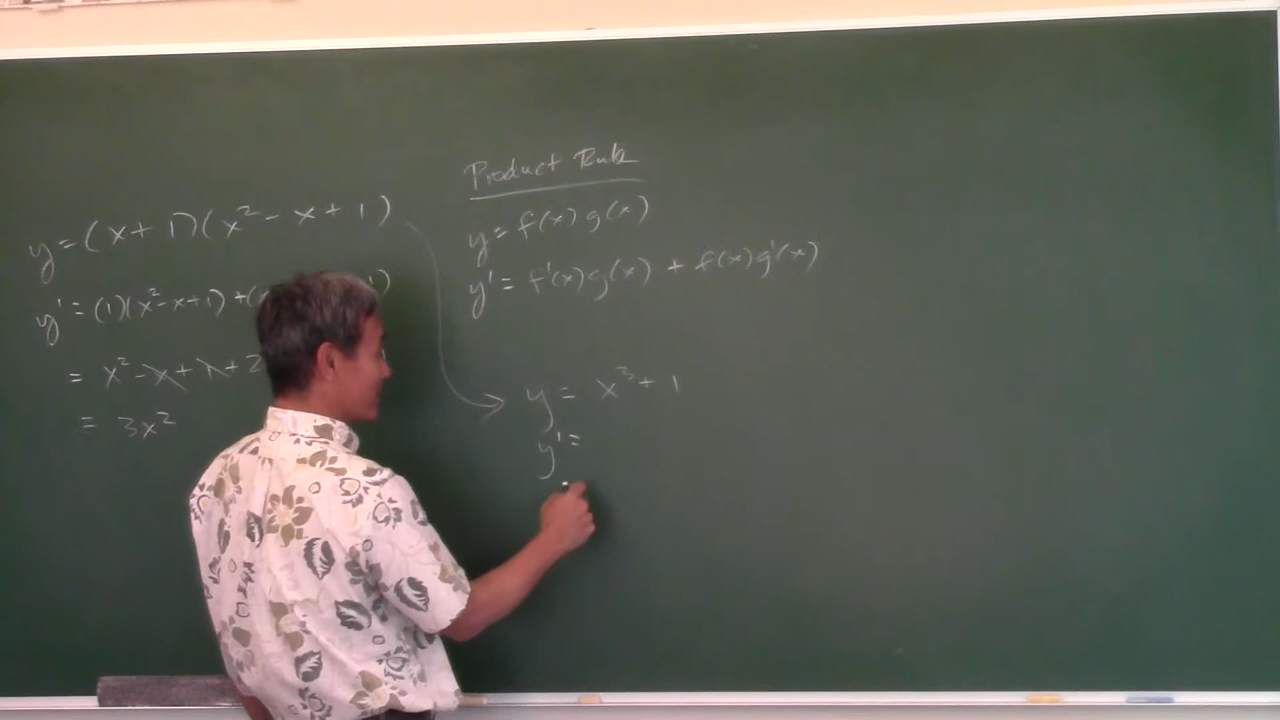 y = (x + 1)(x² - x + 1)
y' = (1)(x² - x + 1) + (
= x² - x + x + 2
= 3x²
Product Rule
y = f(x) g(x)
y' = f'(x) g(x) + f(x) g'(x)
y = x³ + 1
y' =